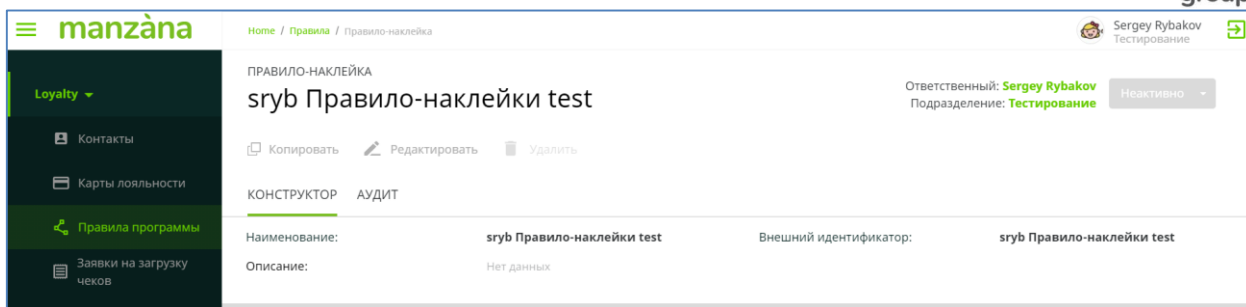 group
manzàna
Home / Правила / Правило-наклейка
Sergey Rybakov
Тестирование
Loyalty
ПРАВИЛО-НАКЛЕЙКА
sryb Правило-наклейки test
Ответственный: Sergey Rybakov
Подразделение: Тестирование
Неактивно
Контакты
Копировать
Редактировать
Удалить
Карты лояльности
КОНСТРУКТОР АУДИТ
Правила программы
Наименование: sryb Правило-наклейки test Внешний идентификатор: sryb Правило-наклейки test
Заявки на загрузку
чеков
Описание: Нет данных